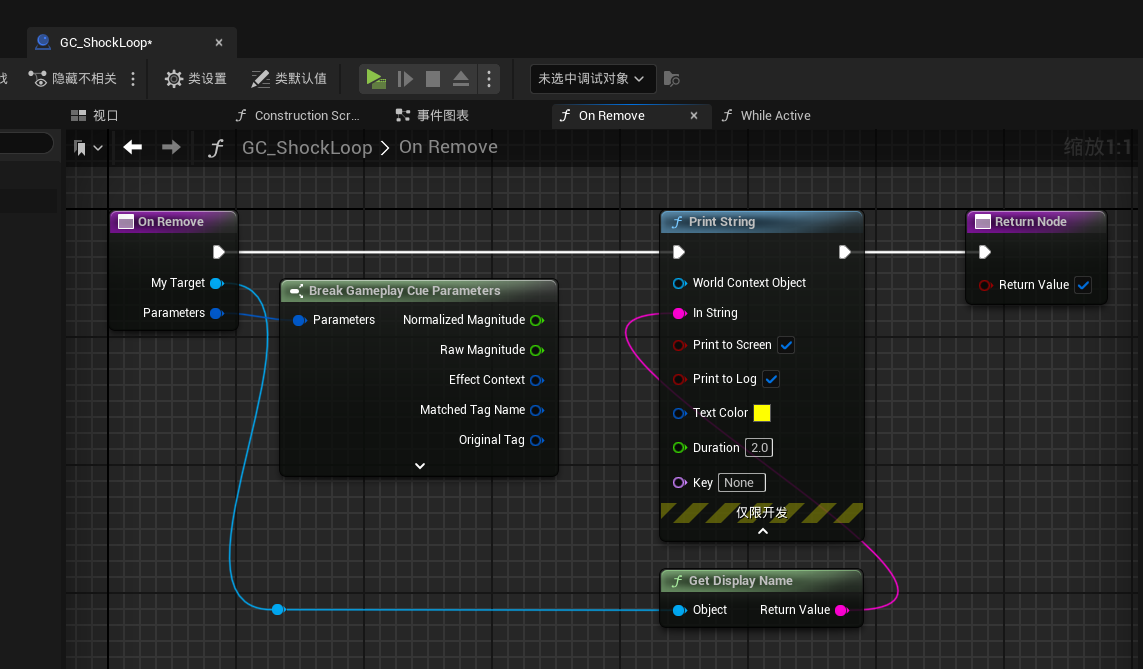 GC_ShockLoop*
找
隐藏不相关
类设置
类默认值
未选中调试对象
视口
Construction Scr...
事件图表
On Remove
While Active
GC_ShockLoop > On Remove
缩放1:1
On Remove
My Target
Parameters
Break Gameplay Cue Parameters
Parameters
Normalized Magnitude
Raw Magnitude
Effect Context
Matched Tag Name
Original Tag
Print String
World Context Object
In String
Print to Screen
Print to Log
Text Color
Duration 2.0
Key None
仅限开发
Return Node
Return Value
Get Display Name
Object
Return Value